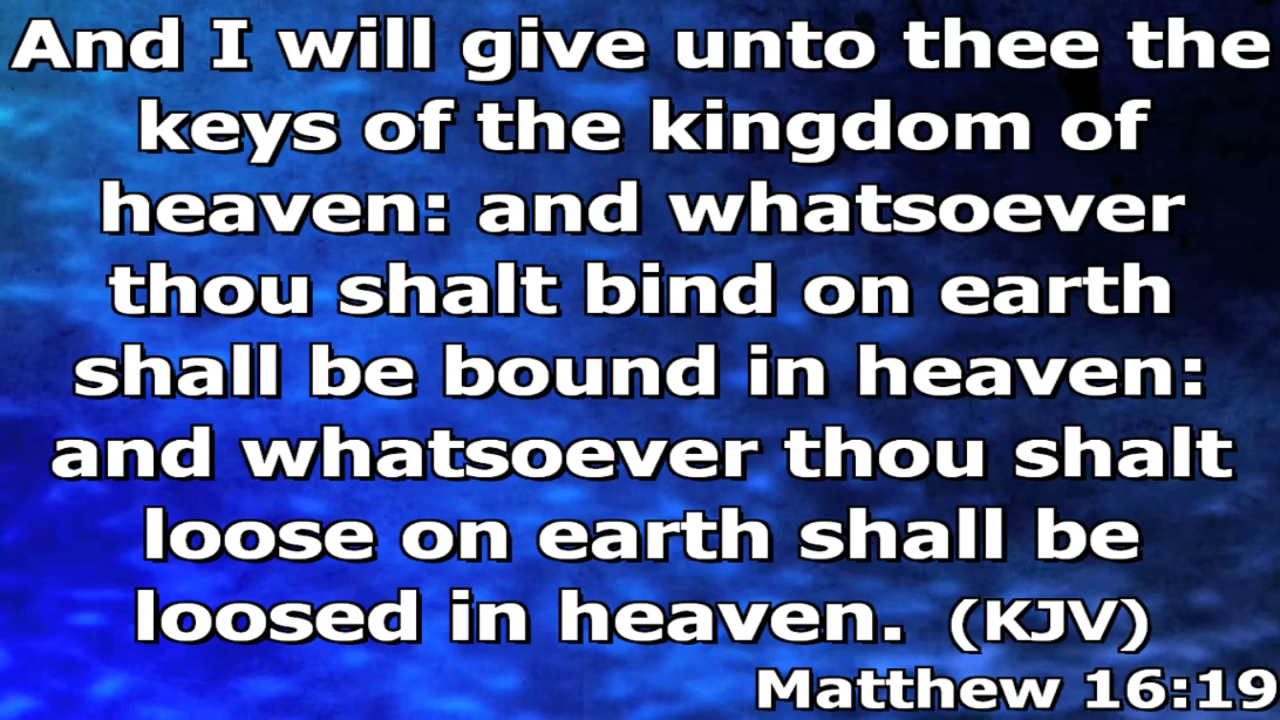 And I will give unto thee the
keys of the kingdom of
heaven: and whatsoever
thou shalt bind on earth
shall be bound in heaven:
and whatsoever thou shalt
loose on earth shall be
loosed in heaven. (KJV)
Matthew 16:19